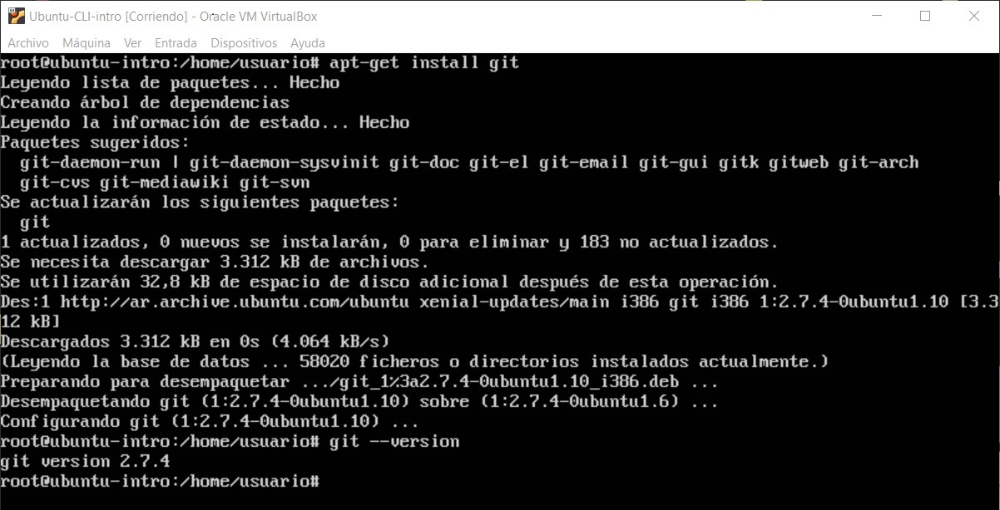 Ubuntu-CLI-intro [Corriendo] - Oracle VM VirtualBox
Archivo Máquina Ver Entrada Dispositivos Ayuda
root@ubuntu-intro:/home/usuario# apt-get install git
Leyendo lista de paquetes... Hecho
Creando árbol de dependencias
Leyendo la información de estado... Hecho
Paquetes sugeridos:
  git-daemon-run | git-daemon-sysvinit git-doc git-el git-email git-gui gitk gitweb git-arch
  git-cvs git-mediawiki git-svn
Se actualizarán los siguientes paquetes:
  git
1 actualizados, 0 nuevos se instalarán, 0 para eliminar y 183 no actualizados.
Se necesita descargar 3.312 kB de archivos.
Se utilizarán 32,8 kB de espacio de disco adicional después de esta operación.
Des:1 http://ar.archive.ubuntu.com/ubuntu xenial-updates/main i386 git i386 1:2.7.4-0ubuntu1.10 [3.3
12 kB]
Descargados 3.312 kB en 0s (4.064 kB/s)
(Leyendo la base de datos ... 58020 ficheros o directorios instalados actualmente.)
Preparando para desempaquetar .../git_1%3a2.7.4-0ubuntu1.10_i386.deb ...
Desempaquetando git (1:2.7.4-0ubuntu1.10) sobre (1:2.7.4-0ubuntu1.6) ...
Configurando git (1:2.7.4-0ubuntu1.10) ...
root@ubuntu-intro:/home/usuario# git --version
git version 2.7.4
root@ubuntu-intro:/home/usuario#